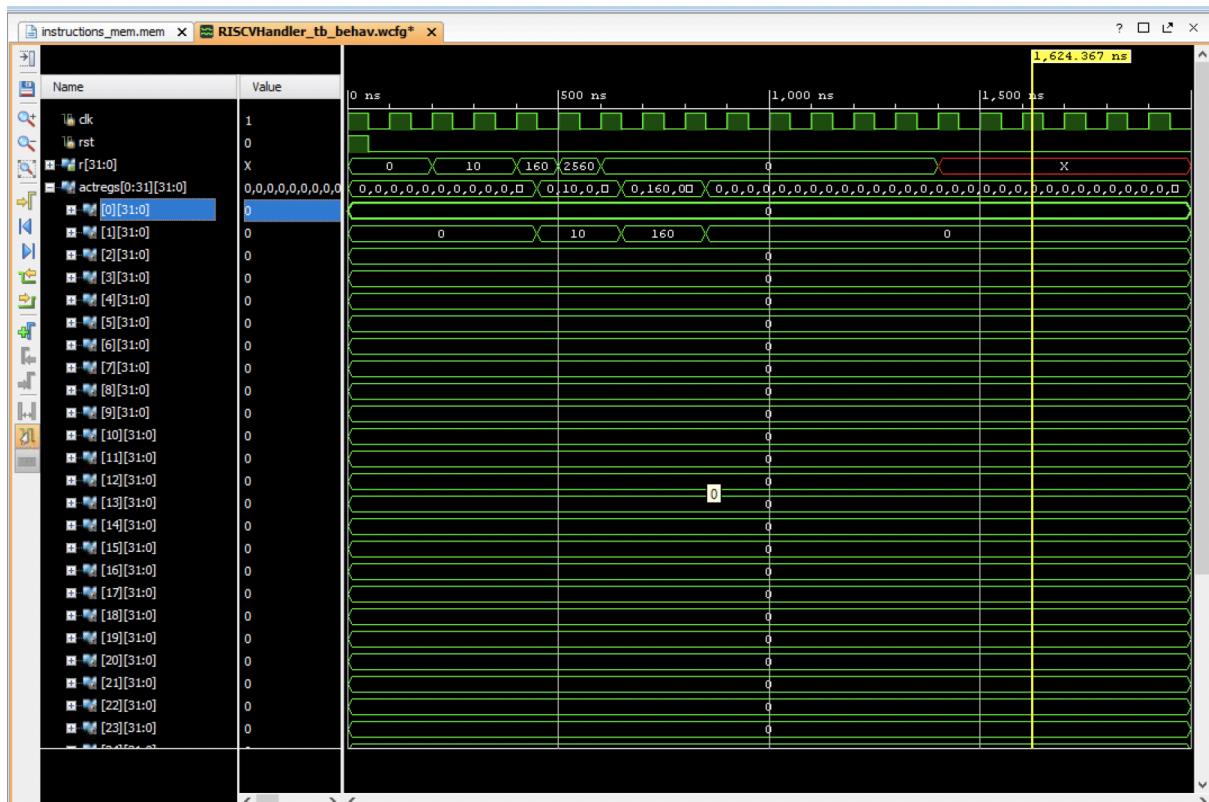 instructions_mem.mem X RISCVHandler_tb_behav.wcfg* X ?
1,624.367 ns
Name Value
0 ns 500 ns 1,000 ns 1,500 ns
clk 1
rst 0
r[31:0] X 0 10 160 2560 0 X
actregs[0:31][31:0] 0,0,0,0,0,0,0,0,0 0,0,0,0,0,0,0,0,0,0,0 0,10,0,0 0,160,0 0,0,0,0,0,0,0,0,0,0,0,0,0,0,0,0,0,0,0,0,0,0,0,0,0,0,0,0,0,0,0
[0][31:0] 0 0
[1][31:0] 0 0 10 160 0
[2][31:0] 0 0
[3][31:0] 0 0
[4][31:0] 0 0
[5][31:0] 0 0
[6][31:0] 0 0
[7][31:0] 0 0
[8][31:0] 0 0
[9][31:0] 0 0
[10][31:0] 0 0
[11][31:0] 0 0
[12][31:0] 0 0
0
[13][31:0] 0 0
[14][31:0] 0 0
[15][31:0] 0 0
[16][31:0] 0 0
[17][31:0] 0 0
[18][31:0] 0 0
[19][31:0] 0 0
[20][31:0] 0 0
[21][31:0] 0 0
[22][31:0] 0 0
[23][31:0] 0 0